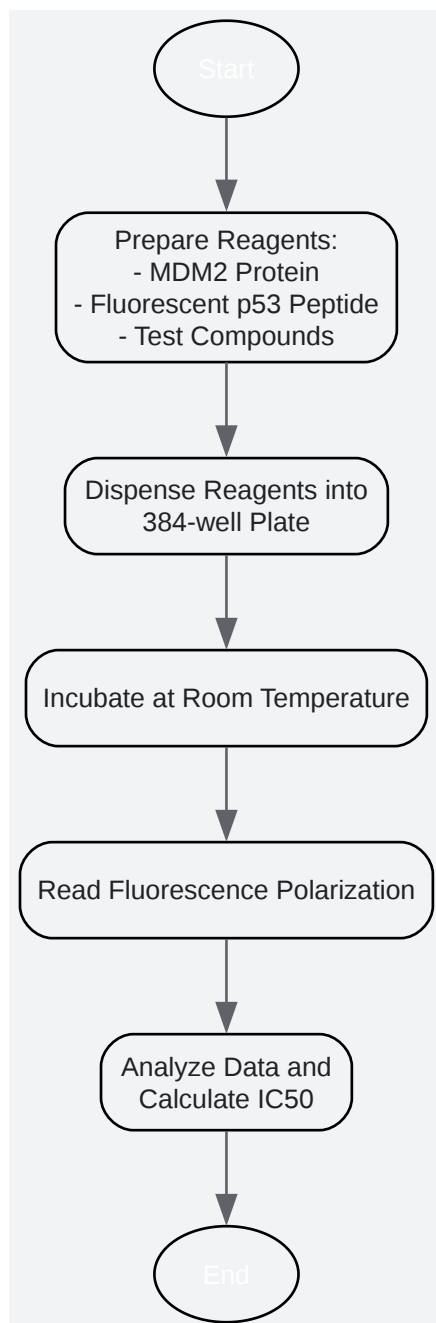 Start
Prepare Reagents:
- MDM2 Protein
- Fluorescent p53 Peptide
- Test Compounds
Dispense Reagents into
384-well Plate
Incubate at Room Temperature
Read Fluorescence Polarization
Analyze Data and
Calculate IC50
End